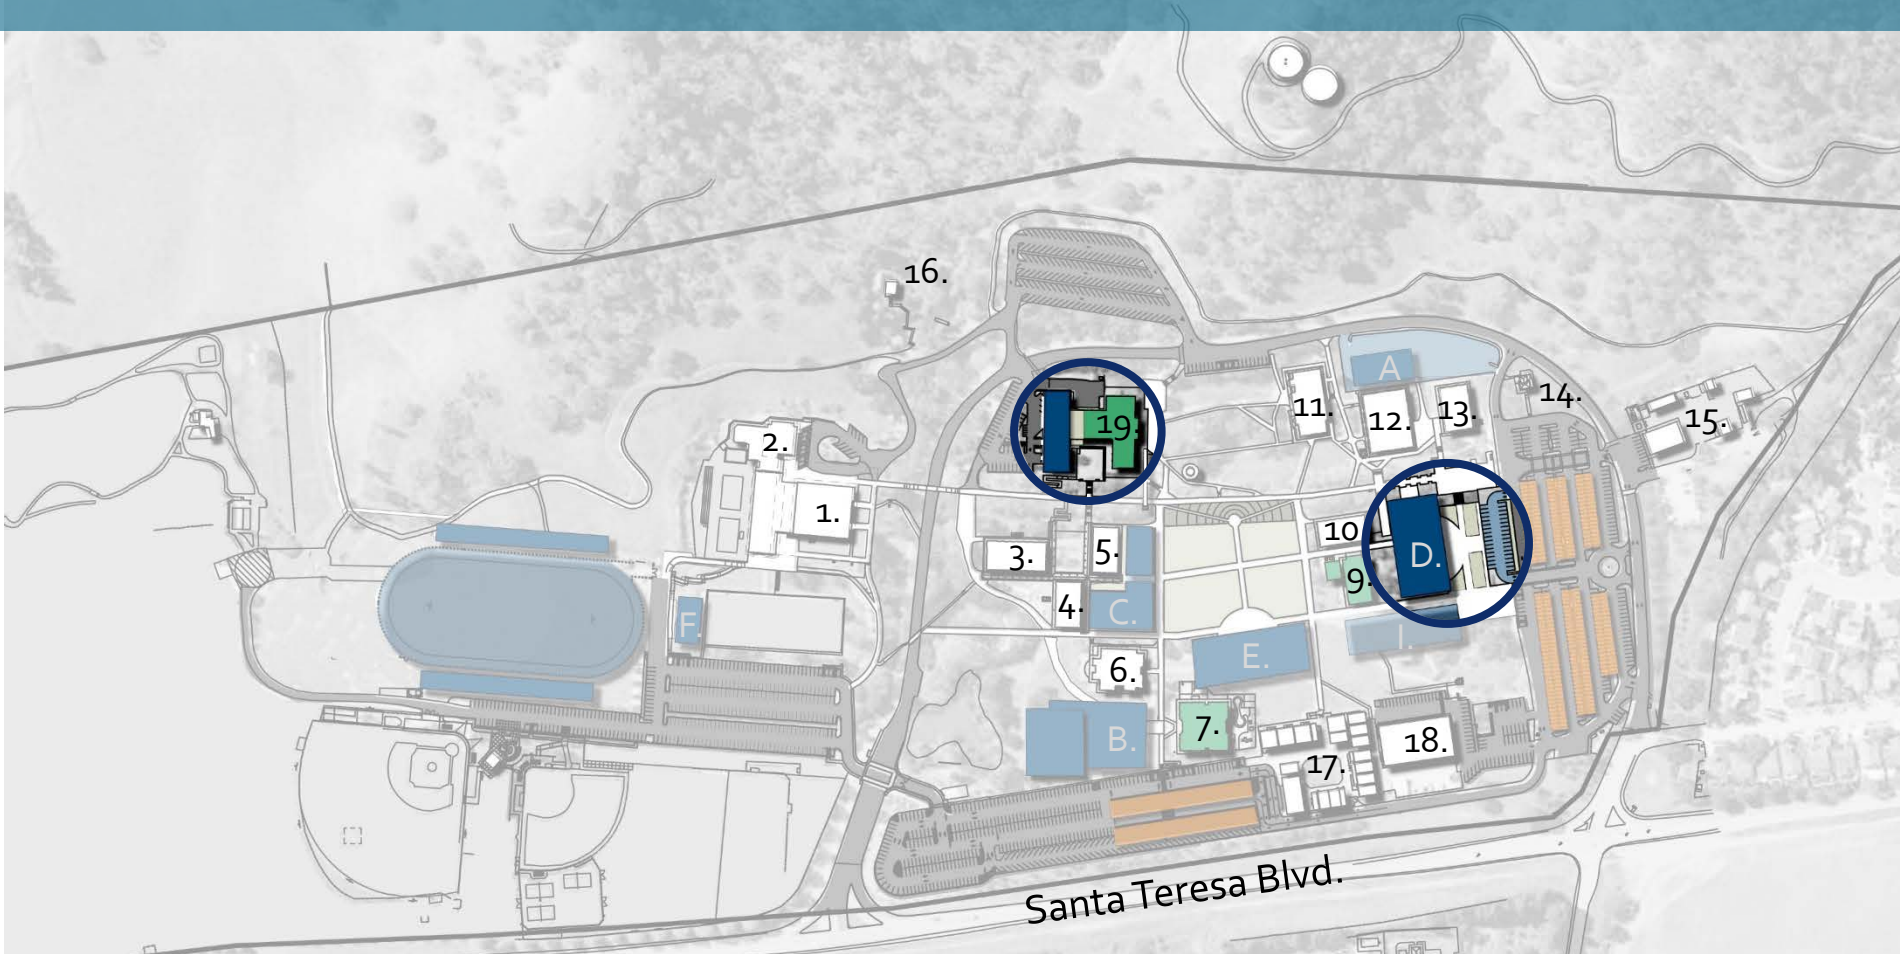 16.
A
14.
11.
13.
12.
15.
19.
2.
1.
10
5.
3.
D.
9.
4.
C.
F.
I.
E.
6.
7.
B.
18.
17.
Santa Teresa Blvd.